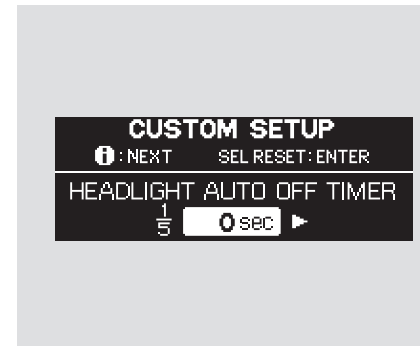 CUSTOM SETUP
i : NEXT SEL RESET : ENTER
HEADLIGHT AUTO OFF TIMER
1/5 0 sec ►